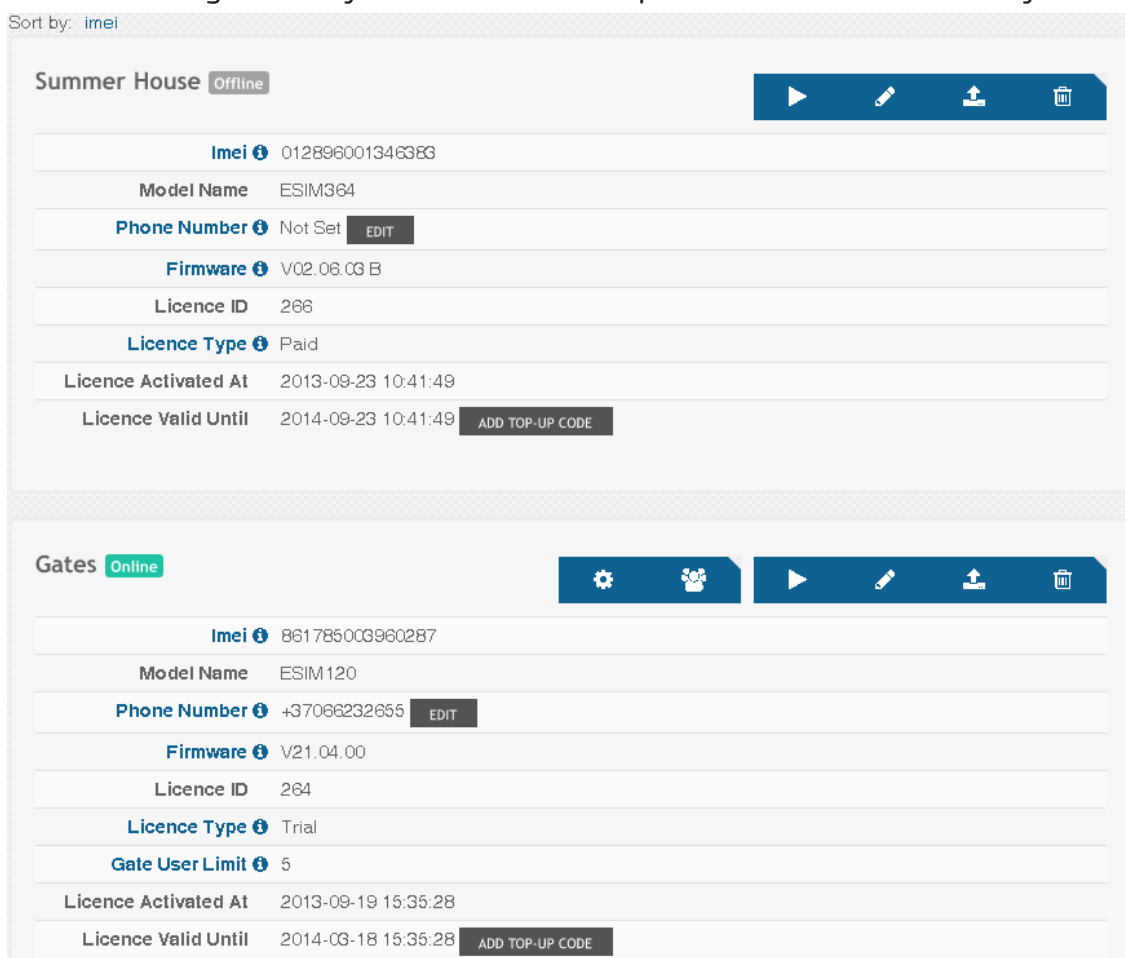 Sort by: imei
Summer House Offline
Imei 012896001346383
Model Name ESIM364
Phone Number Not Set EDIT
Firmware V02.06.03 B
Licence ID 266
Licence Type Paid
Licence Activated At 2013-09-23 10:41:49
Licence Valid Until 2014-09-23 10:41:49 ADD TOP-UP CODE
Gates Online
Imei 861785003960287
Model Name ESIM120
Phone Number +37066232655 EDIT
Firmware V21.04.00
Licence ID 264
Licence Type Trial
Gate User Limit 5
Licence Activated At 2013-09-19 15:35:28
Licence Valid Until 2014-03-18 15:35:28 ADD TOP-UP CODE